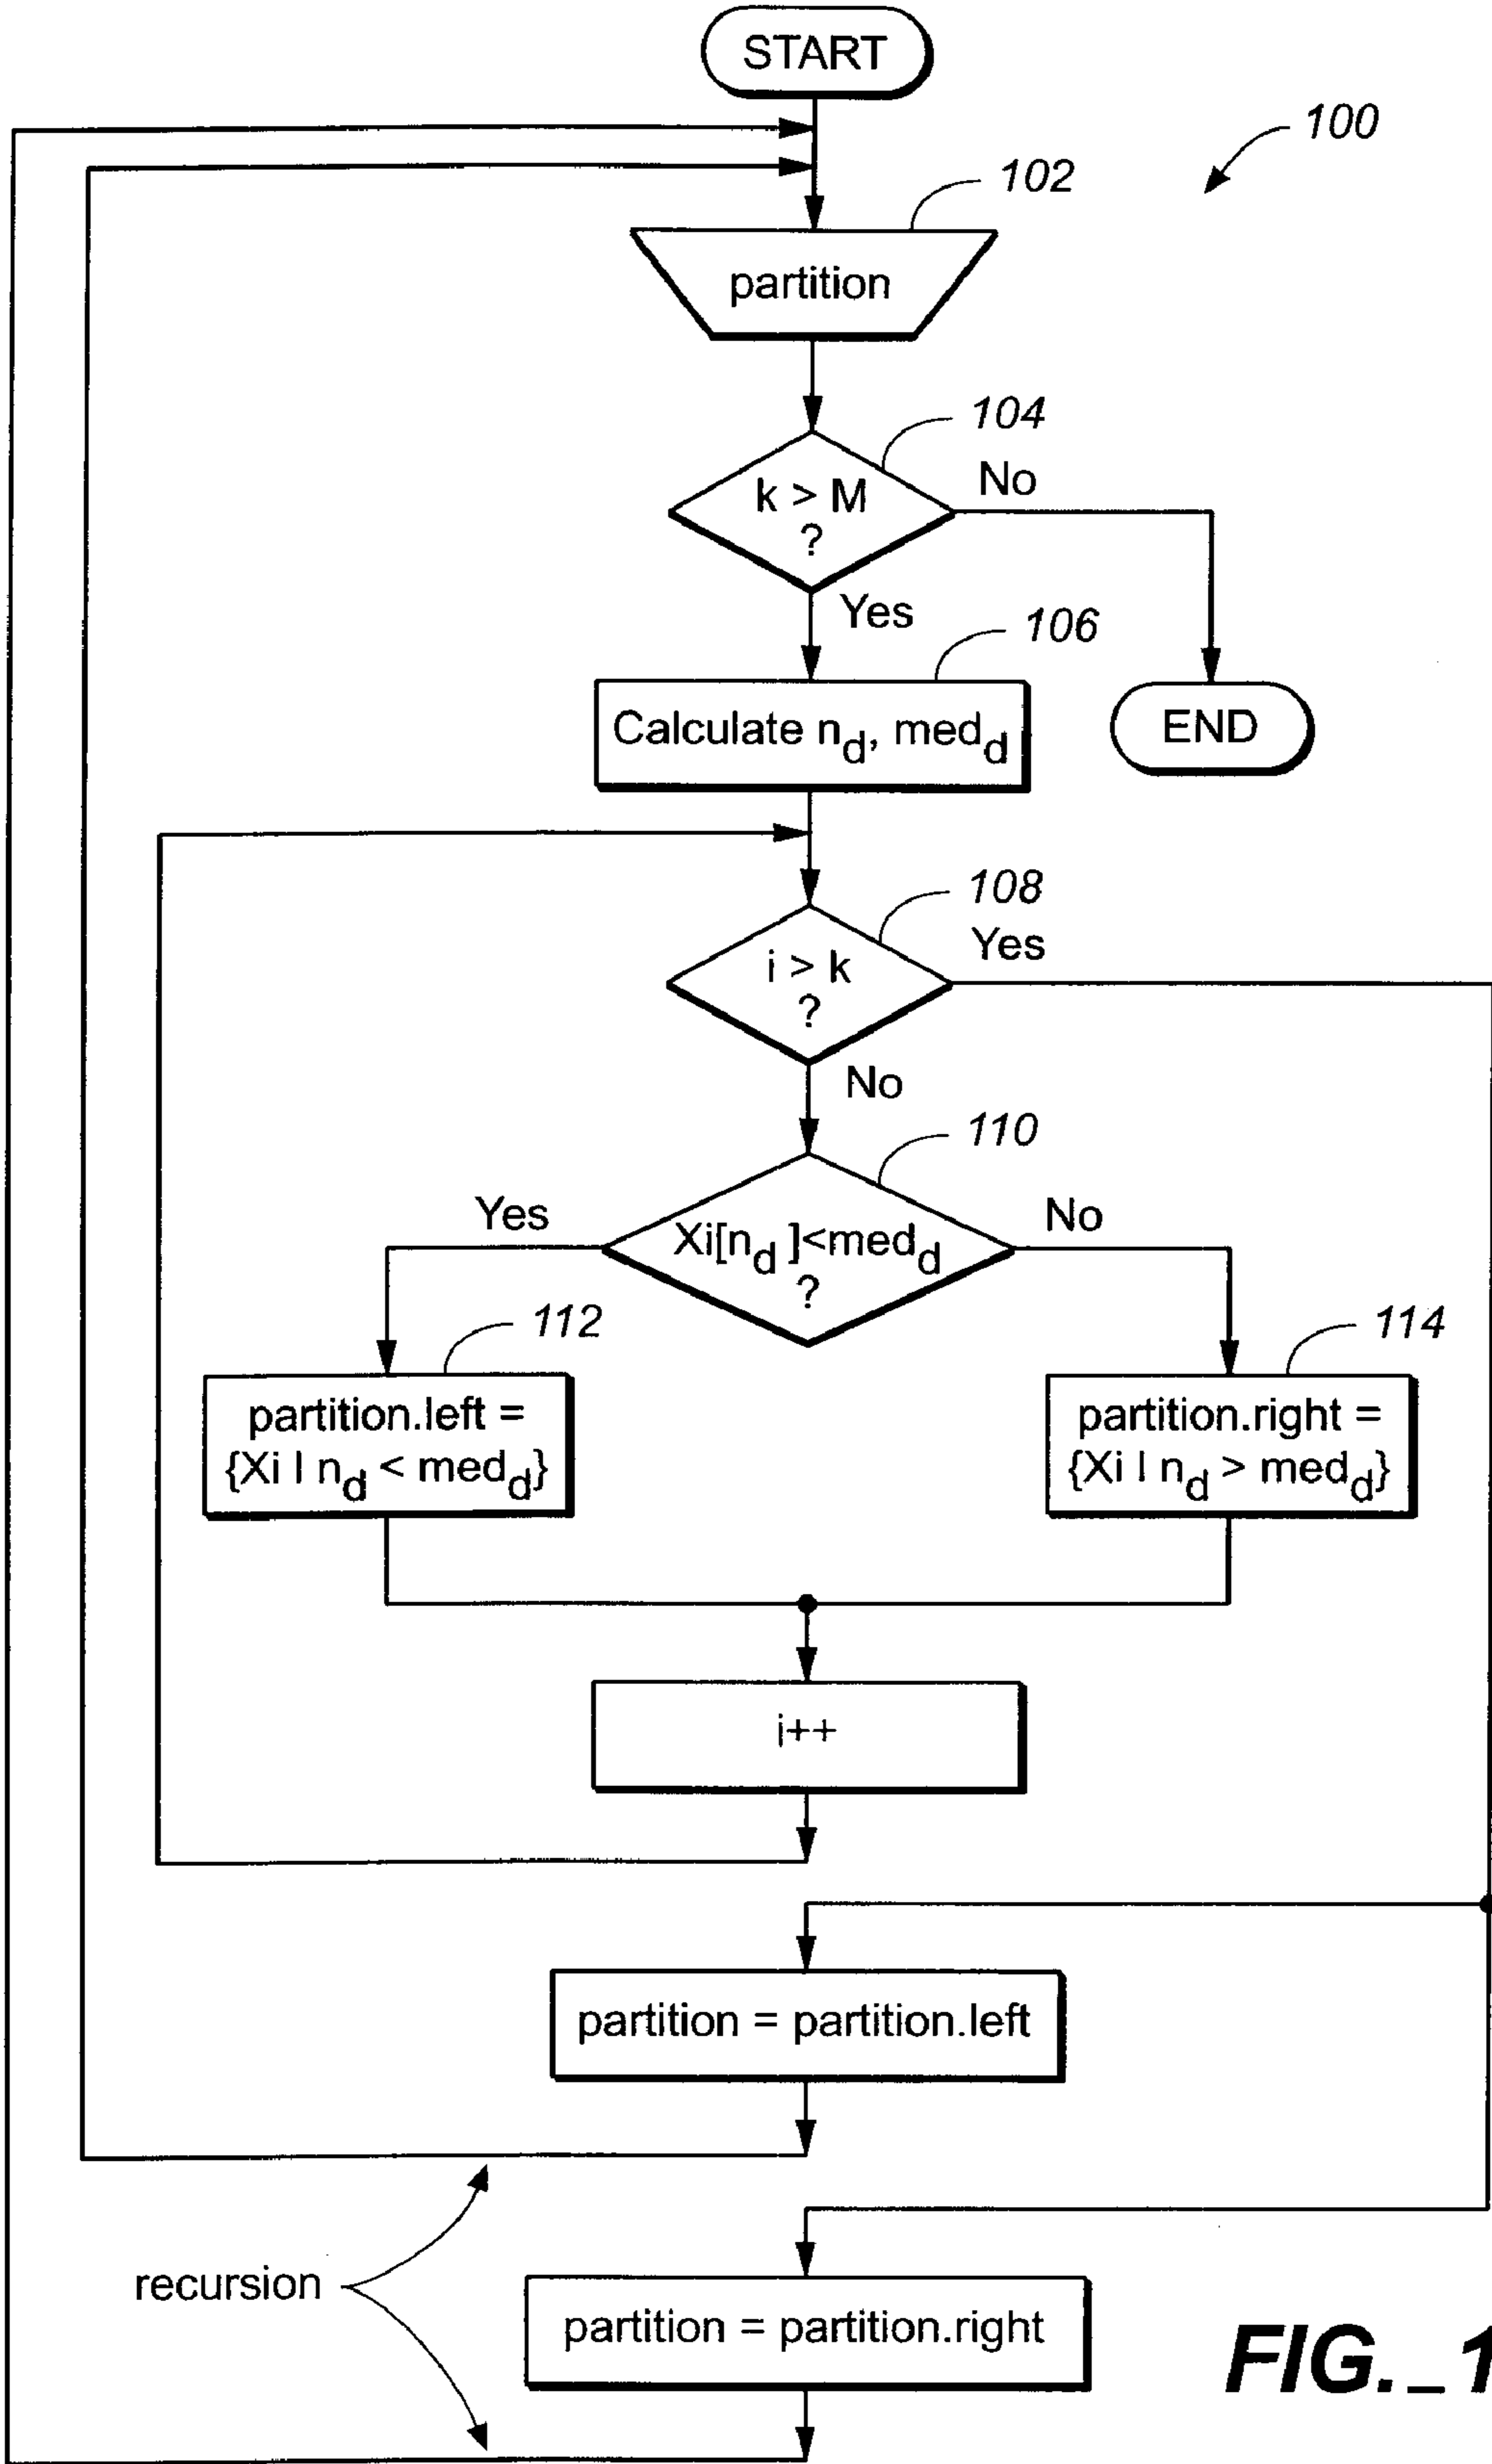 START
100
102
partition
104
k > M
?
No
Yes
106
Calculate n_d, med_d
END
108
i > k
?
Yes
No
110
Xi[n_d]<med_d
?
Yes
No
112
partition.left =
{Xi | n_d < med_d}
114
partition.right =
{Xi | n_d > med_d}
i++
partition = partition.left
recursion
partition = partition.right
FIG._1